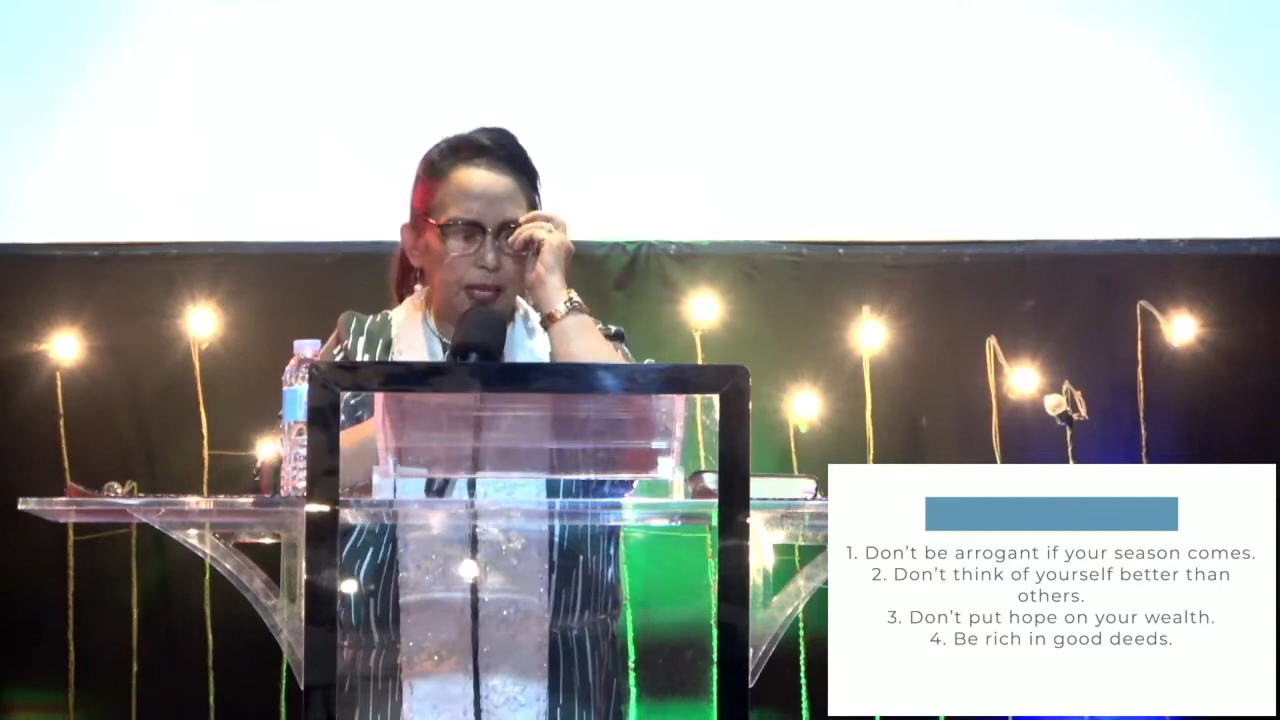 1. Don't be arrogant if your season comes.
2. Don't think of yourself better than
others.
3. Don't put hope on your wealth.
4. Be rich in good deeds.